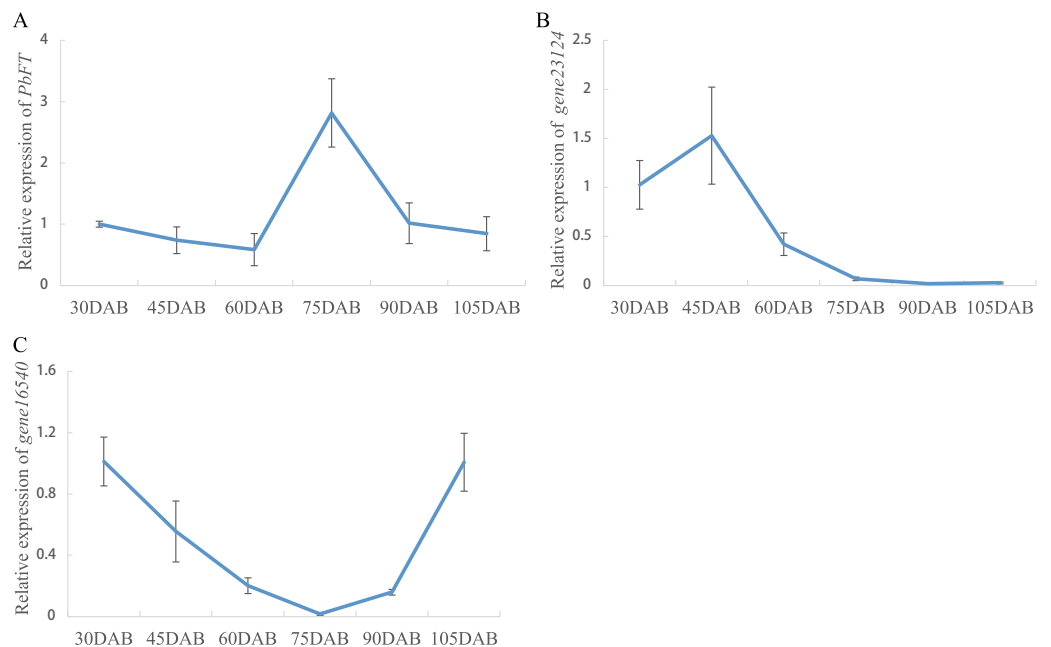 A
Relative expression of PbFT
4
3
2
1
0
30DAB 45DAB 60DAB 75DAB 90DAB 105DAB
B
Relative expression of gene23124
2.5
2
1.5
1
0.5
0
30DAB 45DAB 60DAB 75DAB 90DAB 105DAB
C
Relative expression of gene16540
1.6
1.2
0.8
0.4
0
30DAB 45DAB 60DAB 75DAB 90DAB 105DAB